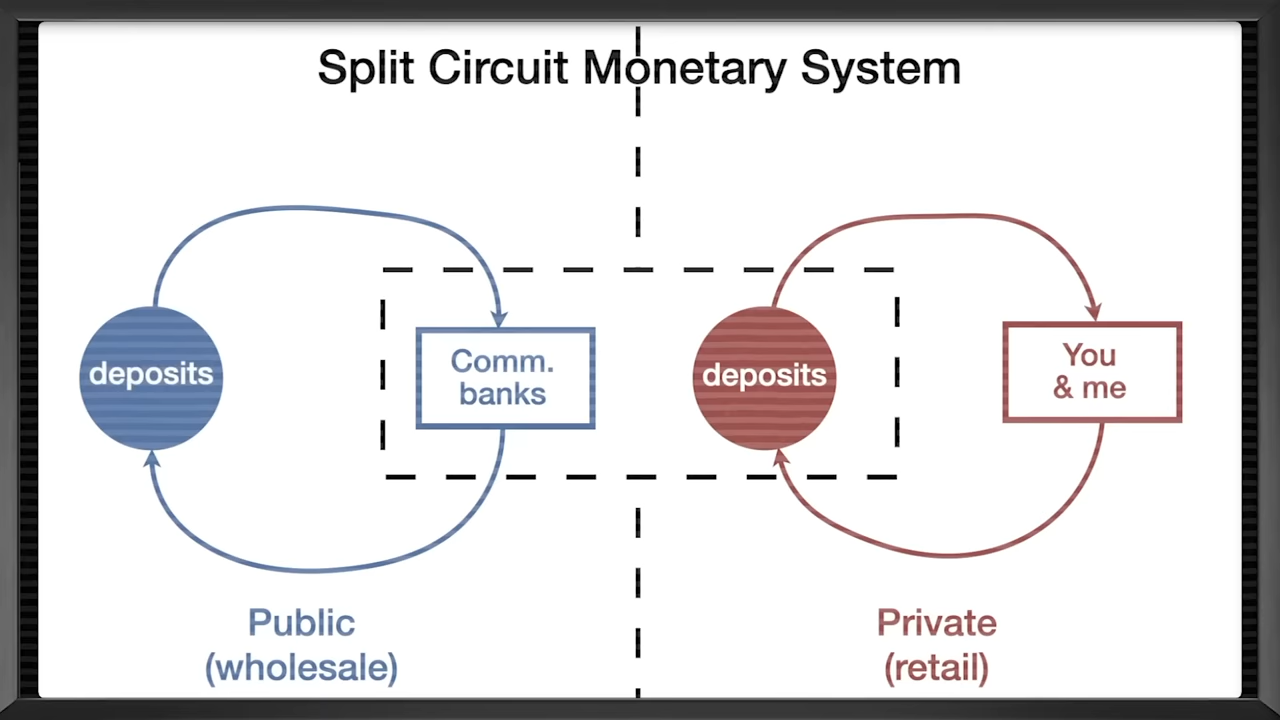 Split Circuit Monetary System
deposits
Comm.
banks
deposits
You
& me
Public
(wholesale)
Private
(retail)